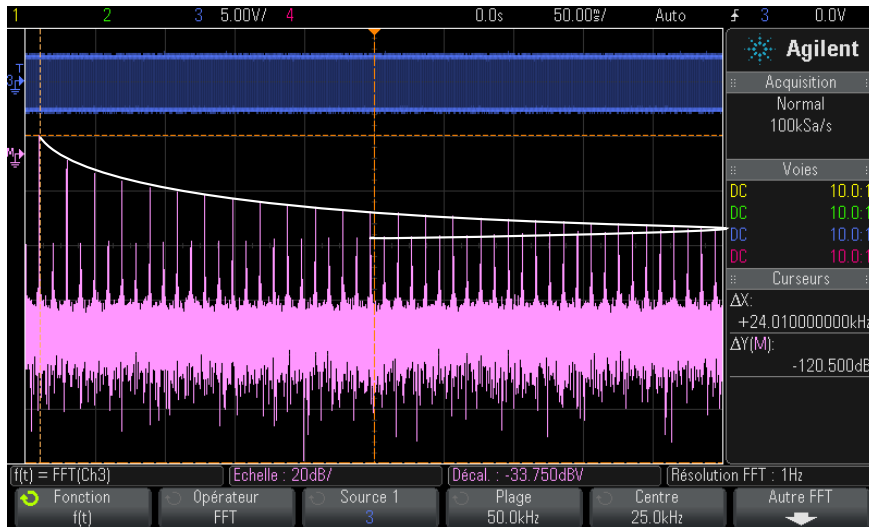 1 2 3 5.00V/ 4 0.0s 50.00㎳/ Auto 3 0.0V
Agilent
T
3
M
Acquisition
Normal
100kSa/s
Voies
DC 10.0:1
DC 10.0:1
DC 10.0:1
DC 10.0:1
Curseurs
ΔX:
+24.010000000kHz
ΔY(M):
-120.500dB
f(t) = FFT(Ch3) Echelle : 20dB/ Décal. : -33.750dBV Résolution FFT : 1Hz
Fonction Opérateur Source 1 Plage Centre Autre FFT
f(t) FFT 3 50.0kHz 25.0kHz